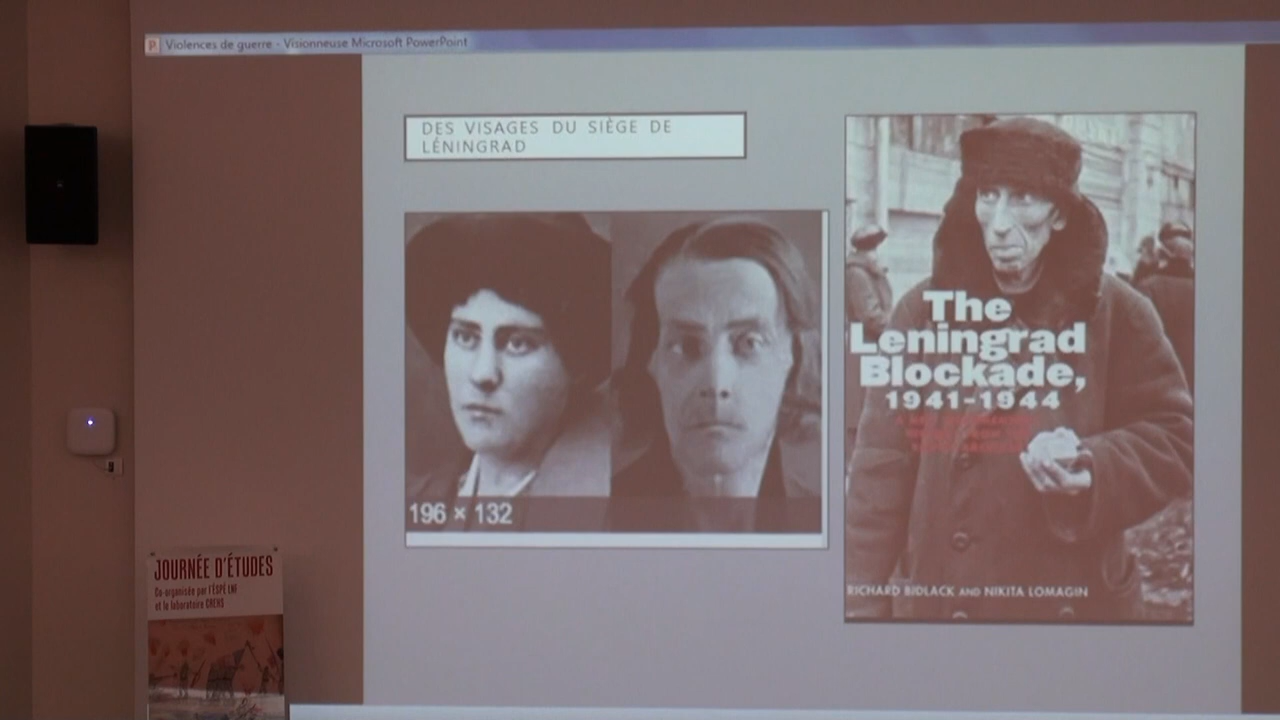 Violences de guerre - Visionneuse Microsoft PowerPoint
DES VISAGES DU SIÈGE DE
LÉNINGRAD
196 × 132
The
Leningrad
Blockade,
1941-1944
RICHARD BIDLACK AND NIKITA LOMAGIN
JOURNÉE D'ÉTUDES
Co-organisée par l'ESPÉ LNF
et le laboratoire CREHS